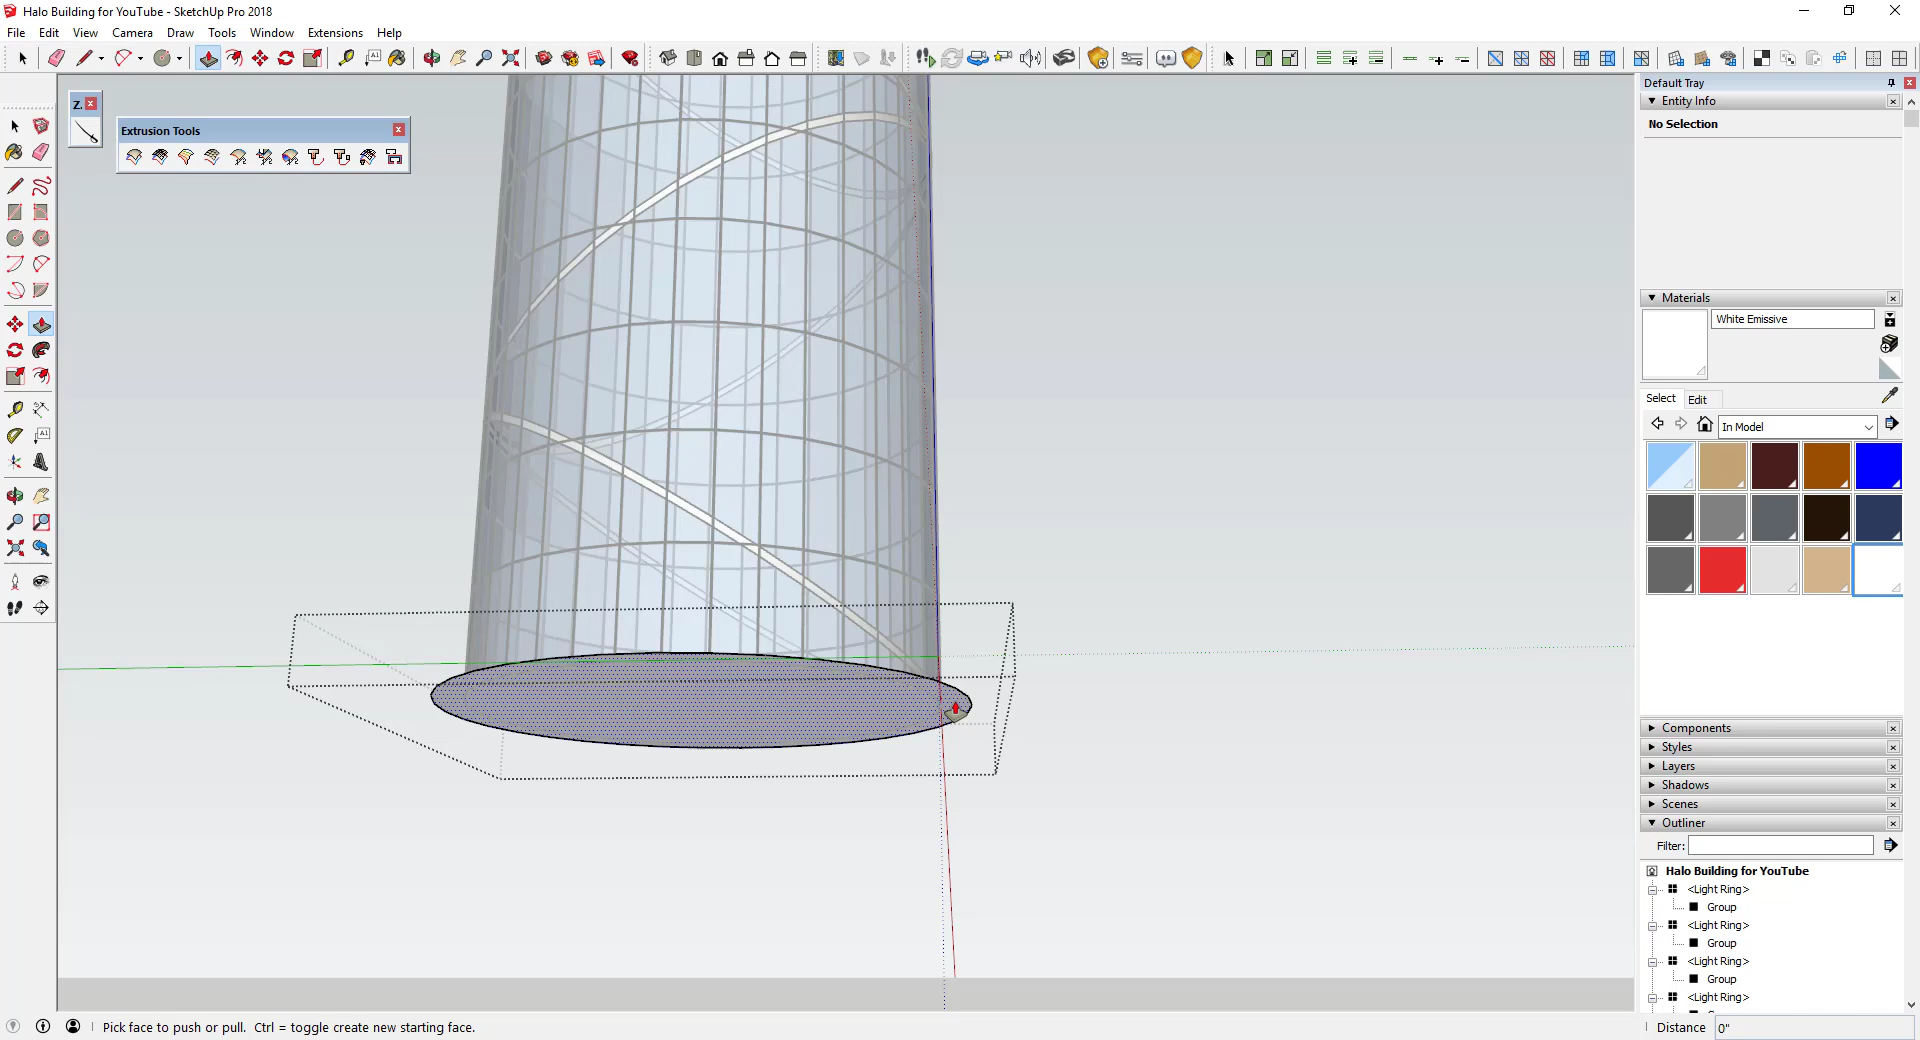 Halo Building for YouTube - SketchUp Pro 2018
File Edit View Camera Draw Tools Window Extensions Help
Default Tray
Entity Info
No Selection
Z.
Extrusion Tools
Materials
White Emissive
Select Edit
In Model
Components
Styles
Layers
Shadows
Scenes
Outliner
Filter:
Halo Building for YouTube
<Light Ring>
Group
<Light Ring>
Group
<Light Ring>
Group
<Light Ring>
Pick face to push or pull. Ctrl = toggle create new starting face.
Distance 0"